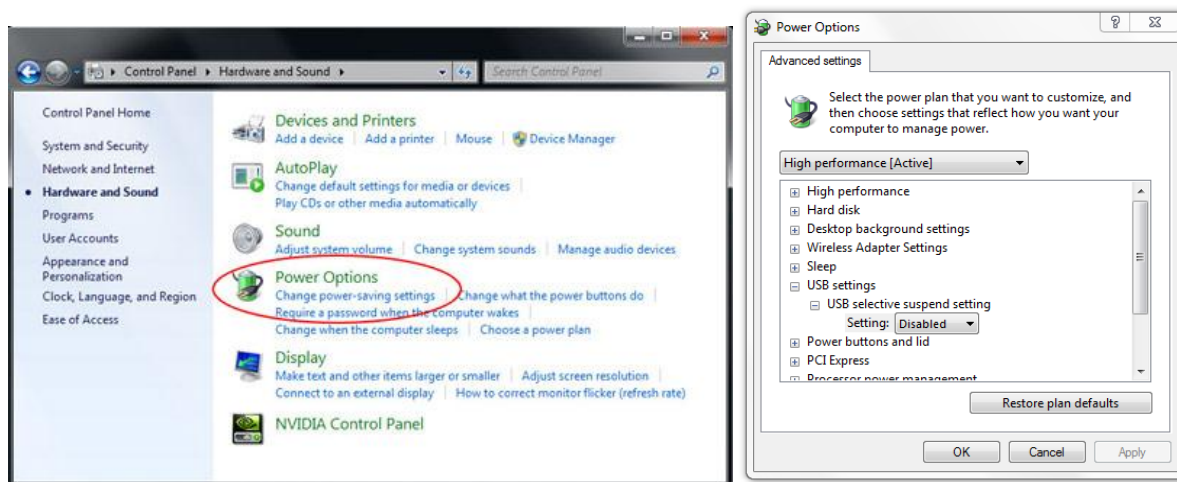 Control Panel Hardware and Sound Search Control Panel
Control Panel Home
System and Security
Network and Internet
Hardware and Sound
Programs
User Accounts
Appearance and
Personalization
Clock, Language, and Region
Ease of Access
Devices and Printers
Add a device Add a printer Mouse Device Manager
AutoPlay
Change default settings for media or devices
Play CDs or other media automatically
Sound
Adjust system volume Change system sounds Manage audio devices
Power Options
Change power-saving settings Change what the power buttons do
Require a password when the computer wakes
Change when the computer sleeps Choose a power plan
Display
Make text and other items larger or smaller Adjust screen resolution
Connect to an external display How to correct monitor flicker (refresh rate)
NVIDIA Control Panel
Power Options
Advanced settings
Select the power plan that you want to customize, and
then choose settings that reflect how you want your
computer to manage power.
High performance [Active]
High performance
Hard disk
Desktop background settings
Wireless Adapter Settings
Sleep
USB settings
USB selective suspend setting
Setting: Disabled
Power buttons and lid
PCI Express
Processor power management
Restore plan defaults
OK Cancel Apply